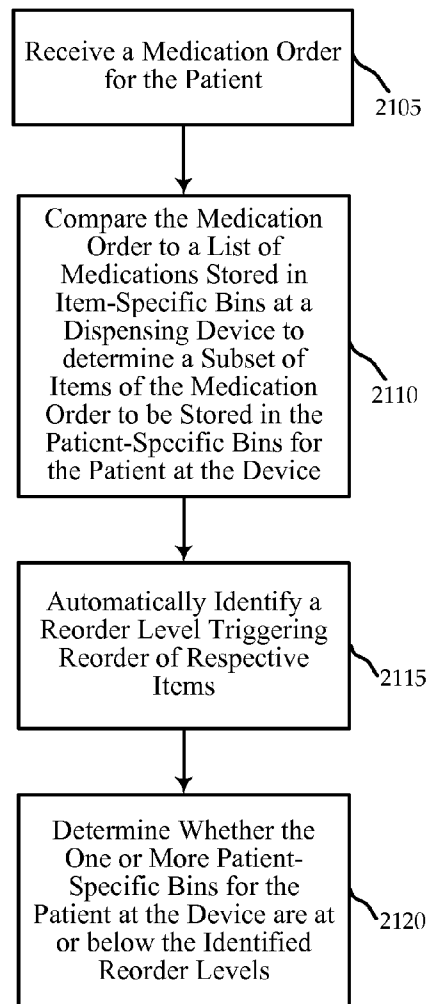 Receive a Medication Order
for the Patient
2105
Compare the Medication
Order to a List of
Medications Stored in
Item-Specific Bins at a
Dispensing Device to
determine a Subset of
Items of the Medication
Order to be Stored in the
Patient-Specific Bins for
the Patient at the Device
2110
Automatically Identify a
Reorder Level Triggering
Reorder of Respective
Items
2115
Determine Whether the
One or More Patient-
Specific Bins for the
Patient at the Device are at
or below the Identified
Reorder Levels
2120